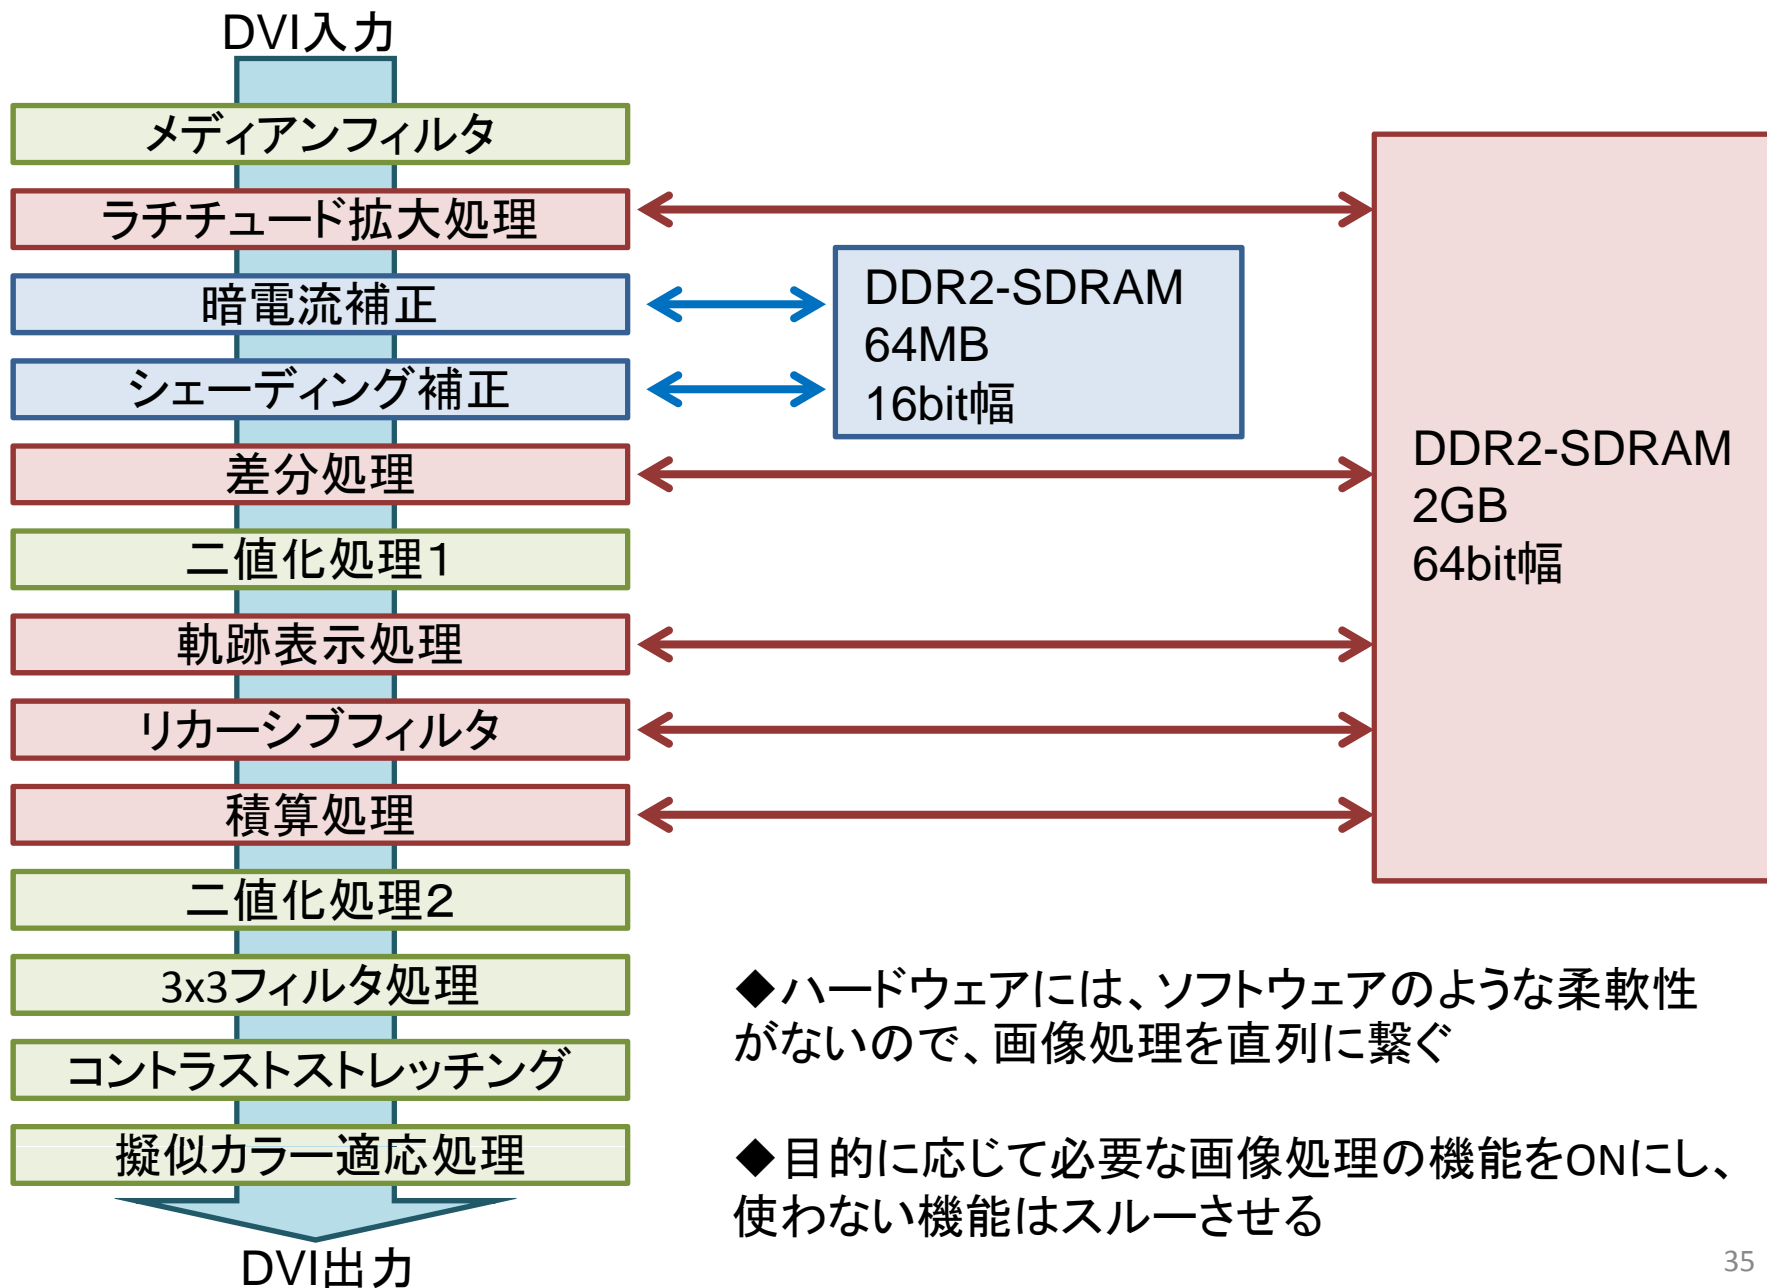 DVI入力
メディアンフィルタ
ラチチュード拡大処理
暗電流補正
シェーディング補正
差分処理
二値化処理１
軌跡表示処理
リカーシブフィルタ
積算処理
二値化処理２
3x3フィルタ処理
コントラストストレッチング
擬似カラー適応処理
DVI出力
DDR2-SDRAM
64MB
16bit幅
DDR2-SDRAM
2GB
64bit幅
◆ハードウェアには、ソフトウェアのような柔軟性
がないので、画像処理を直列に繋ぐ
◆目的に応じて必要な画像処理の機能をONにし、
使わない機能はスルーさせる
35